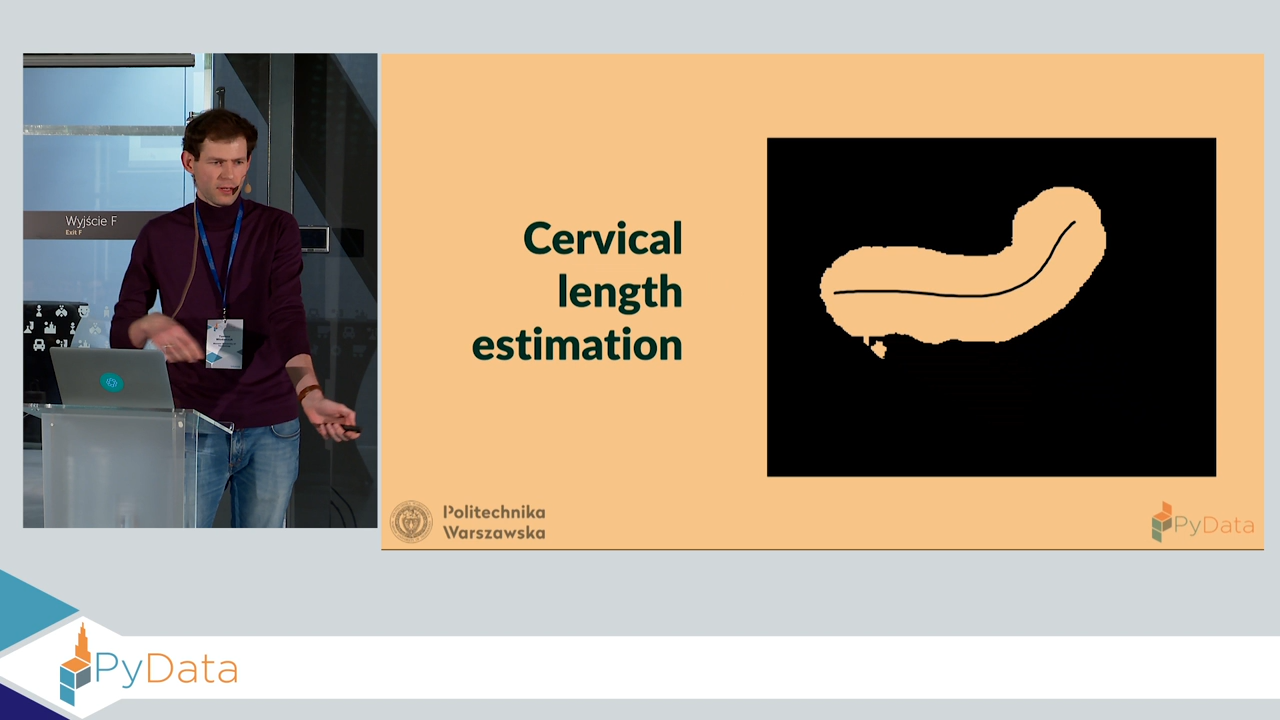 Wyjście F
Exit F
Cervical
length
estimation
Politechnika
Warszawska
PyData
PyData